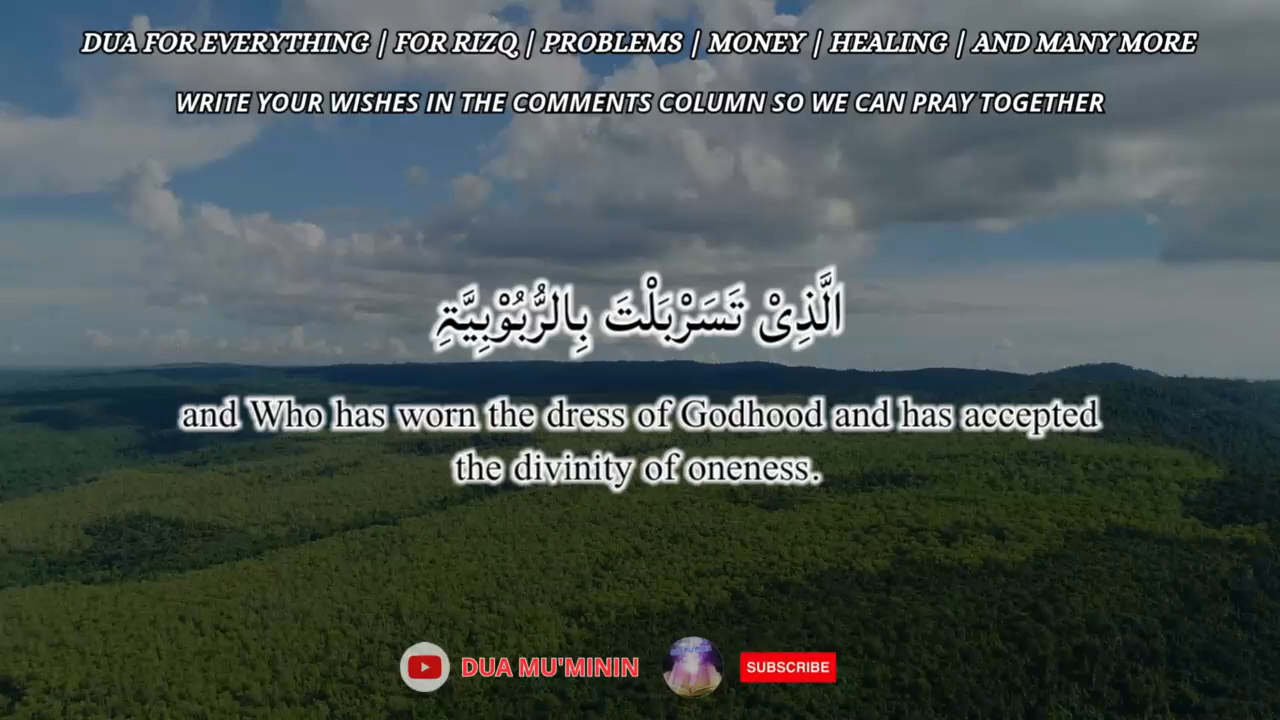 DUA FOR EVERYTHING | FOR RIZQ | PROBLEMS | MONEY | HEALING | AND MANY MORE
WRITE YOUR WISHES IN THE COMMENTS COLUMN SO WE CAN PRAY TOGETHER
الَّذِیْ تَسَرْبَلْتَ بِالرُّبُوْبِیَّۃِ
and Who has worn the dress of Godhood and has accepted
the divinity of oneness.
DUA MU'MININ
SUBSCRIBE